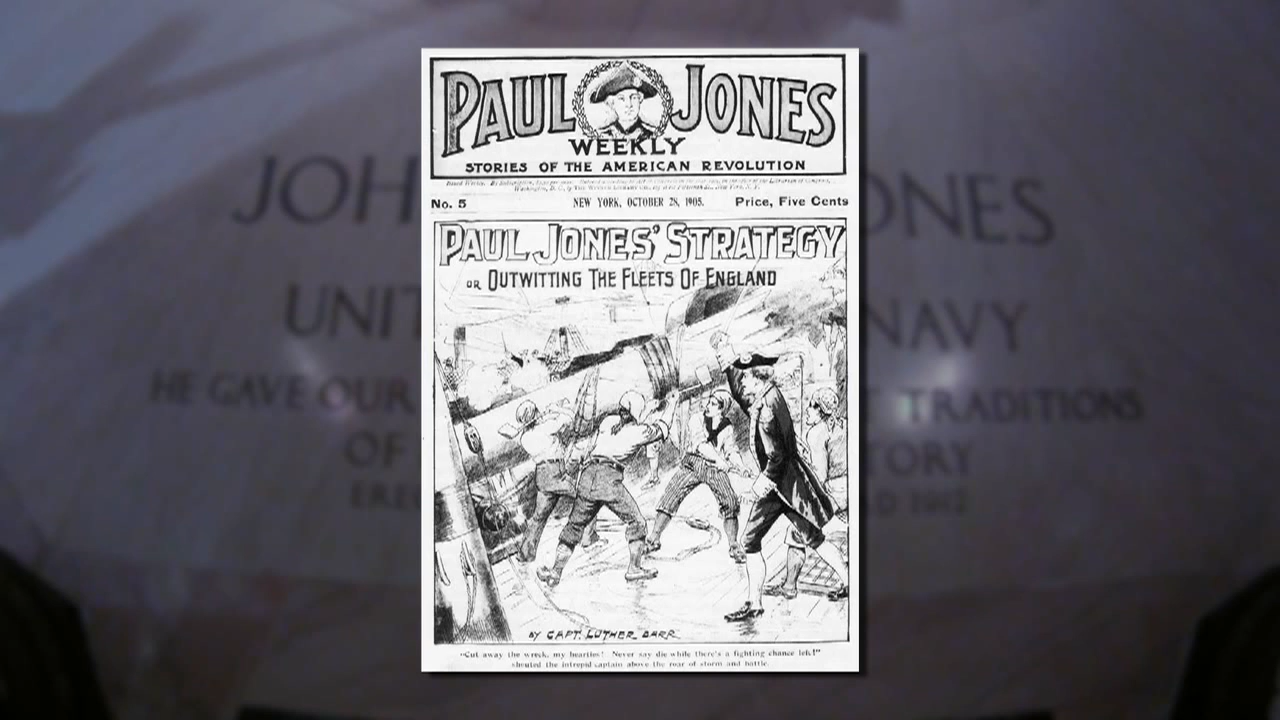 PAUL JONES
WEEKLY
STORIES OF THE AMERICAN REVOLUTION
No. 5
NEW YORK, OCTOBER 28, 1905.
Price, Five Cents
PAUL JONES' STRATEGY
OR OUTWITTING THE FLEETS OF ENGLAND
BY CAPT. LUTHER BARR
"Cut away the wreck, my hearties! Never say die while there's a fighting chance left!"
shouted the intrepid captain above the roar of storm and battle.
JOH
ONES
UNIT
NAVY
HE GAVE OUR
TRADITIONS
OF
TORY
1912